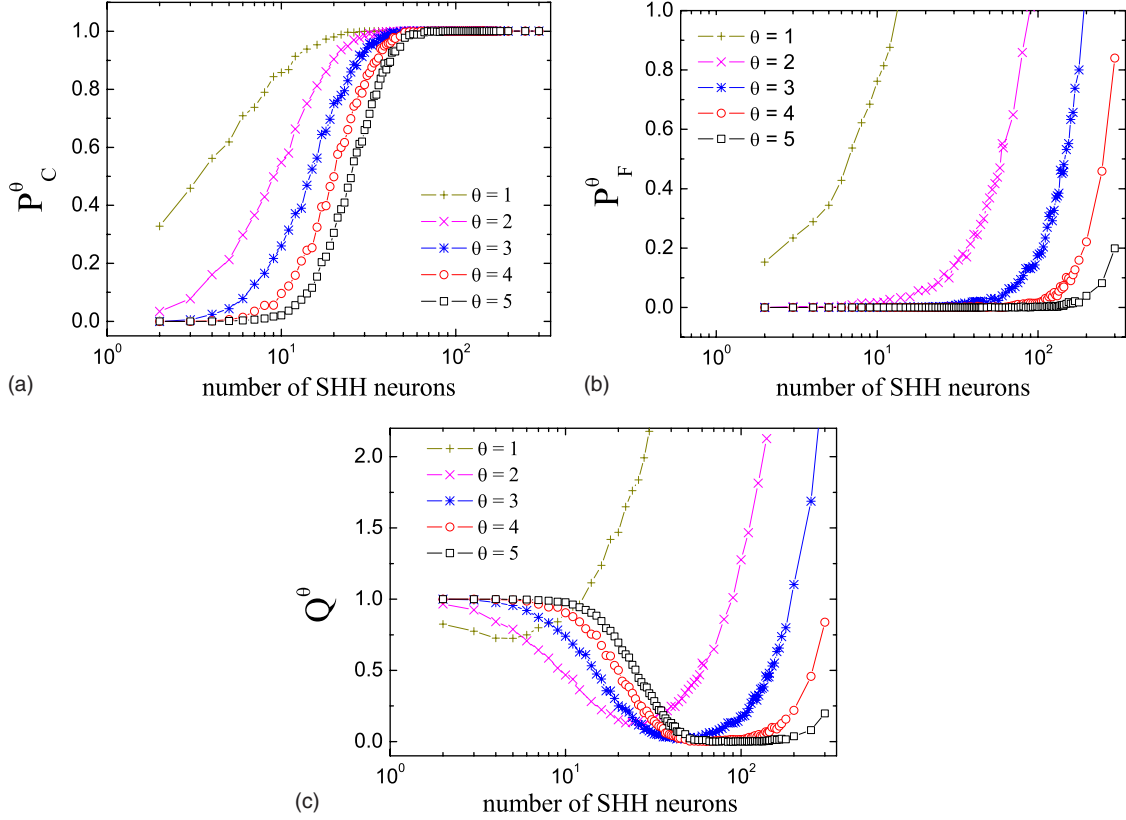 1.0
0.8
0.6
0.4
0.2
0.0
P_C^θ
θ = 1
θ = 2
θ = 3
θ = 4
θ = 5
10^0
10^1
10^2
number of SHH neurons
(a)
1.0
0.8
0.6
0.4
0.2
0.0
P_F^θ
θ = 1
θ = 2
θ = 3
θ = 4
θ = 5
10^0
10^1
10^2
number of SHH neurons
(b)
2.0
1.5
1.0
0.5
0.0
Q^θ
θ = 1
θ = 2
θ = 3
θ = 4
θ = 5
10^0
10^1
10^2
number of SHH neurons
(c)